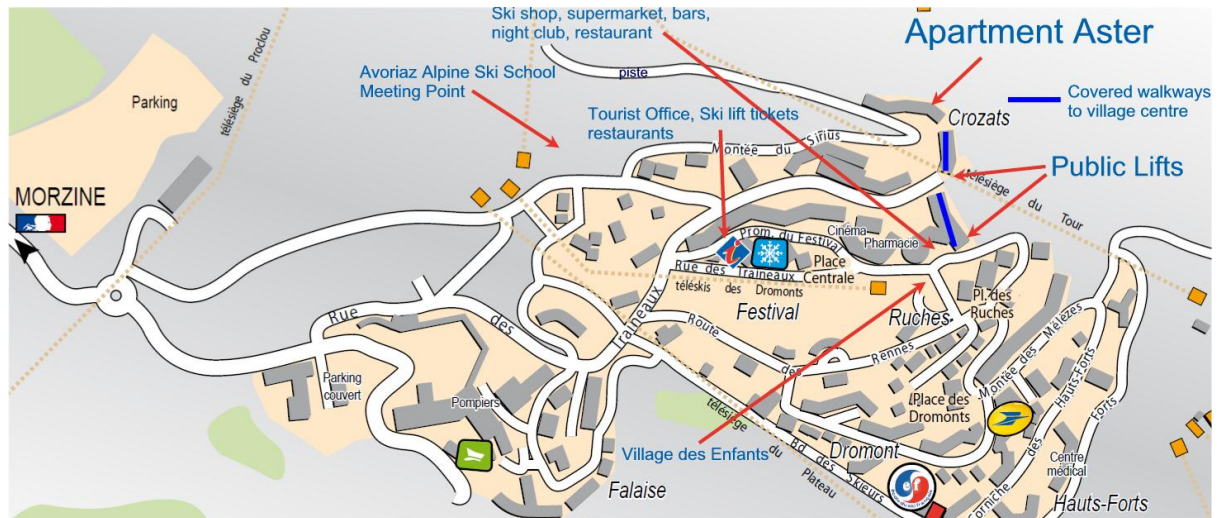 Ski shop, supermarket, bars,
night club, restaurant
Apartment Aster
Avoriaz Alpine Ski School
Meeting Point
piste
Covered walkways
to village centre
Parking
télésiège du Proclou
Tourist Office, Ski lift tickets
restaurants
Crozats
Montée du Sirius
Public Lifts
télésiège du Tour
MORZINE
Prom. du Festival
Cinéma
Pharmacie
i
Place
Centrale
Rue des Traineaux
téléskis des Dromonts
Festival
Ruches
Pl. des
Ruches
Rue des Traineaux
Route des Rennes
Montée des Mélèzes
Hauts-Forts
Parking
couvert
Pompiers
télésiège du Plateau
Place des
Dromonts
Village des Enfants
Dromont
Bd des Skieurs
Centre
médical
Corniche des Hauts-Forts
Falaise
Hauts-Forts